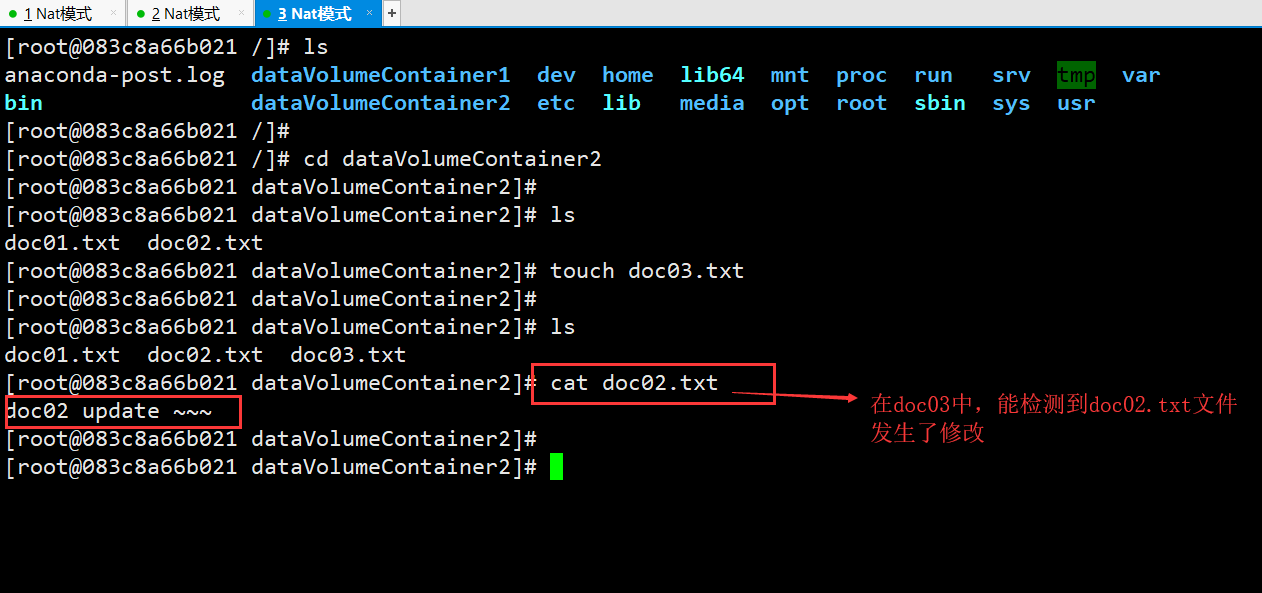 1 Nat模式 × 2 Nat模式 × 3 Nat模式 × +
[root@083c8a66b021 /]# ls
anaconda-post.log dataVolumeContainer1 dev home lib64 mnt proc run srv tmp var
bin dataVolumeContainer2 etc lib media opt root sbin sys usr
[root@083c8a66b021 /]#
[root@083c8a66b021 /]# cd dataVolumeContainer2
[root@083c8a66b021 dataVolumeContainer2]#
[root@083c8a66b021 dataVolumeContainer2]# ls
doc01.txt doc02.txt
[root@083c8a66b021 dataVolumeContainer2]# touch doc03.txt
[root@083c8a66b021 dataVolumeContainer2]#
[root@083c8a66b021 dataVolumeContainer2]# ls
doc01.txt doc02.txt doc03.txt
[root@083c8a66b021 dataVolumeContainer2]# cat doc02.txt
doc02 update ~~~
[root@083c8a66b021 dataVolumeContainer2]#
[root@083c8a66b021 dataVolumeContainer2]#
在doc03中，能检测到doc02.txt文件
发生了修改